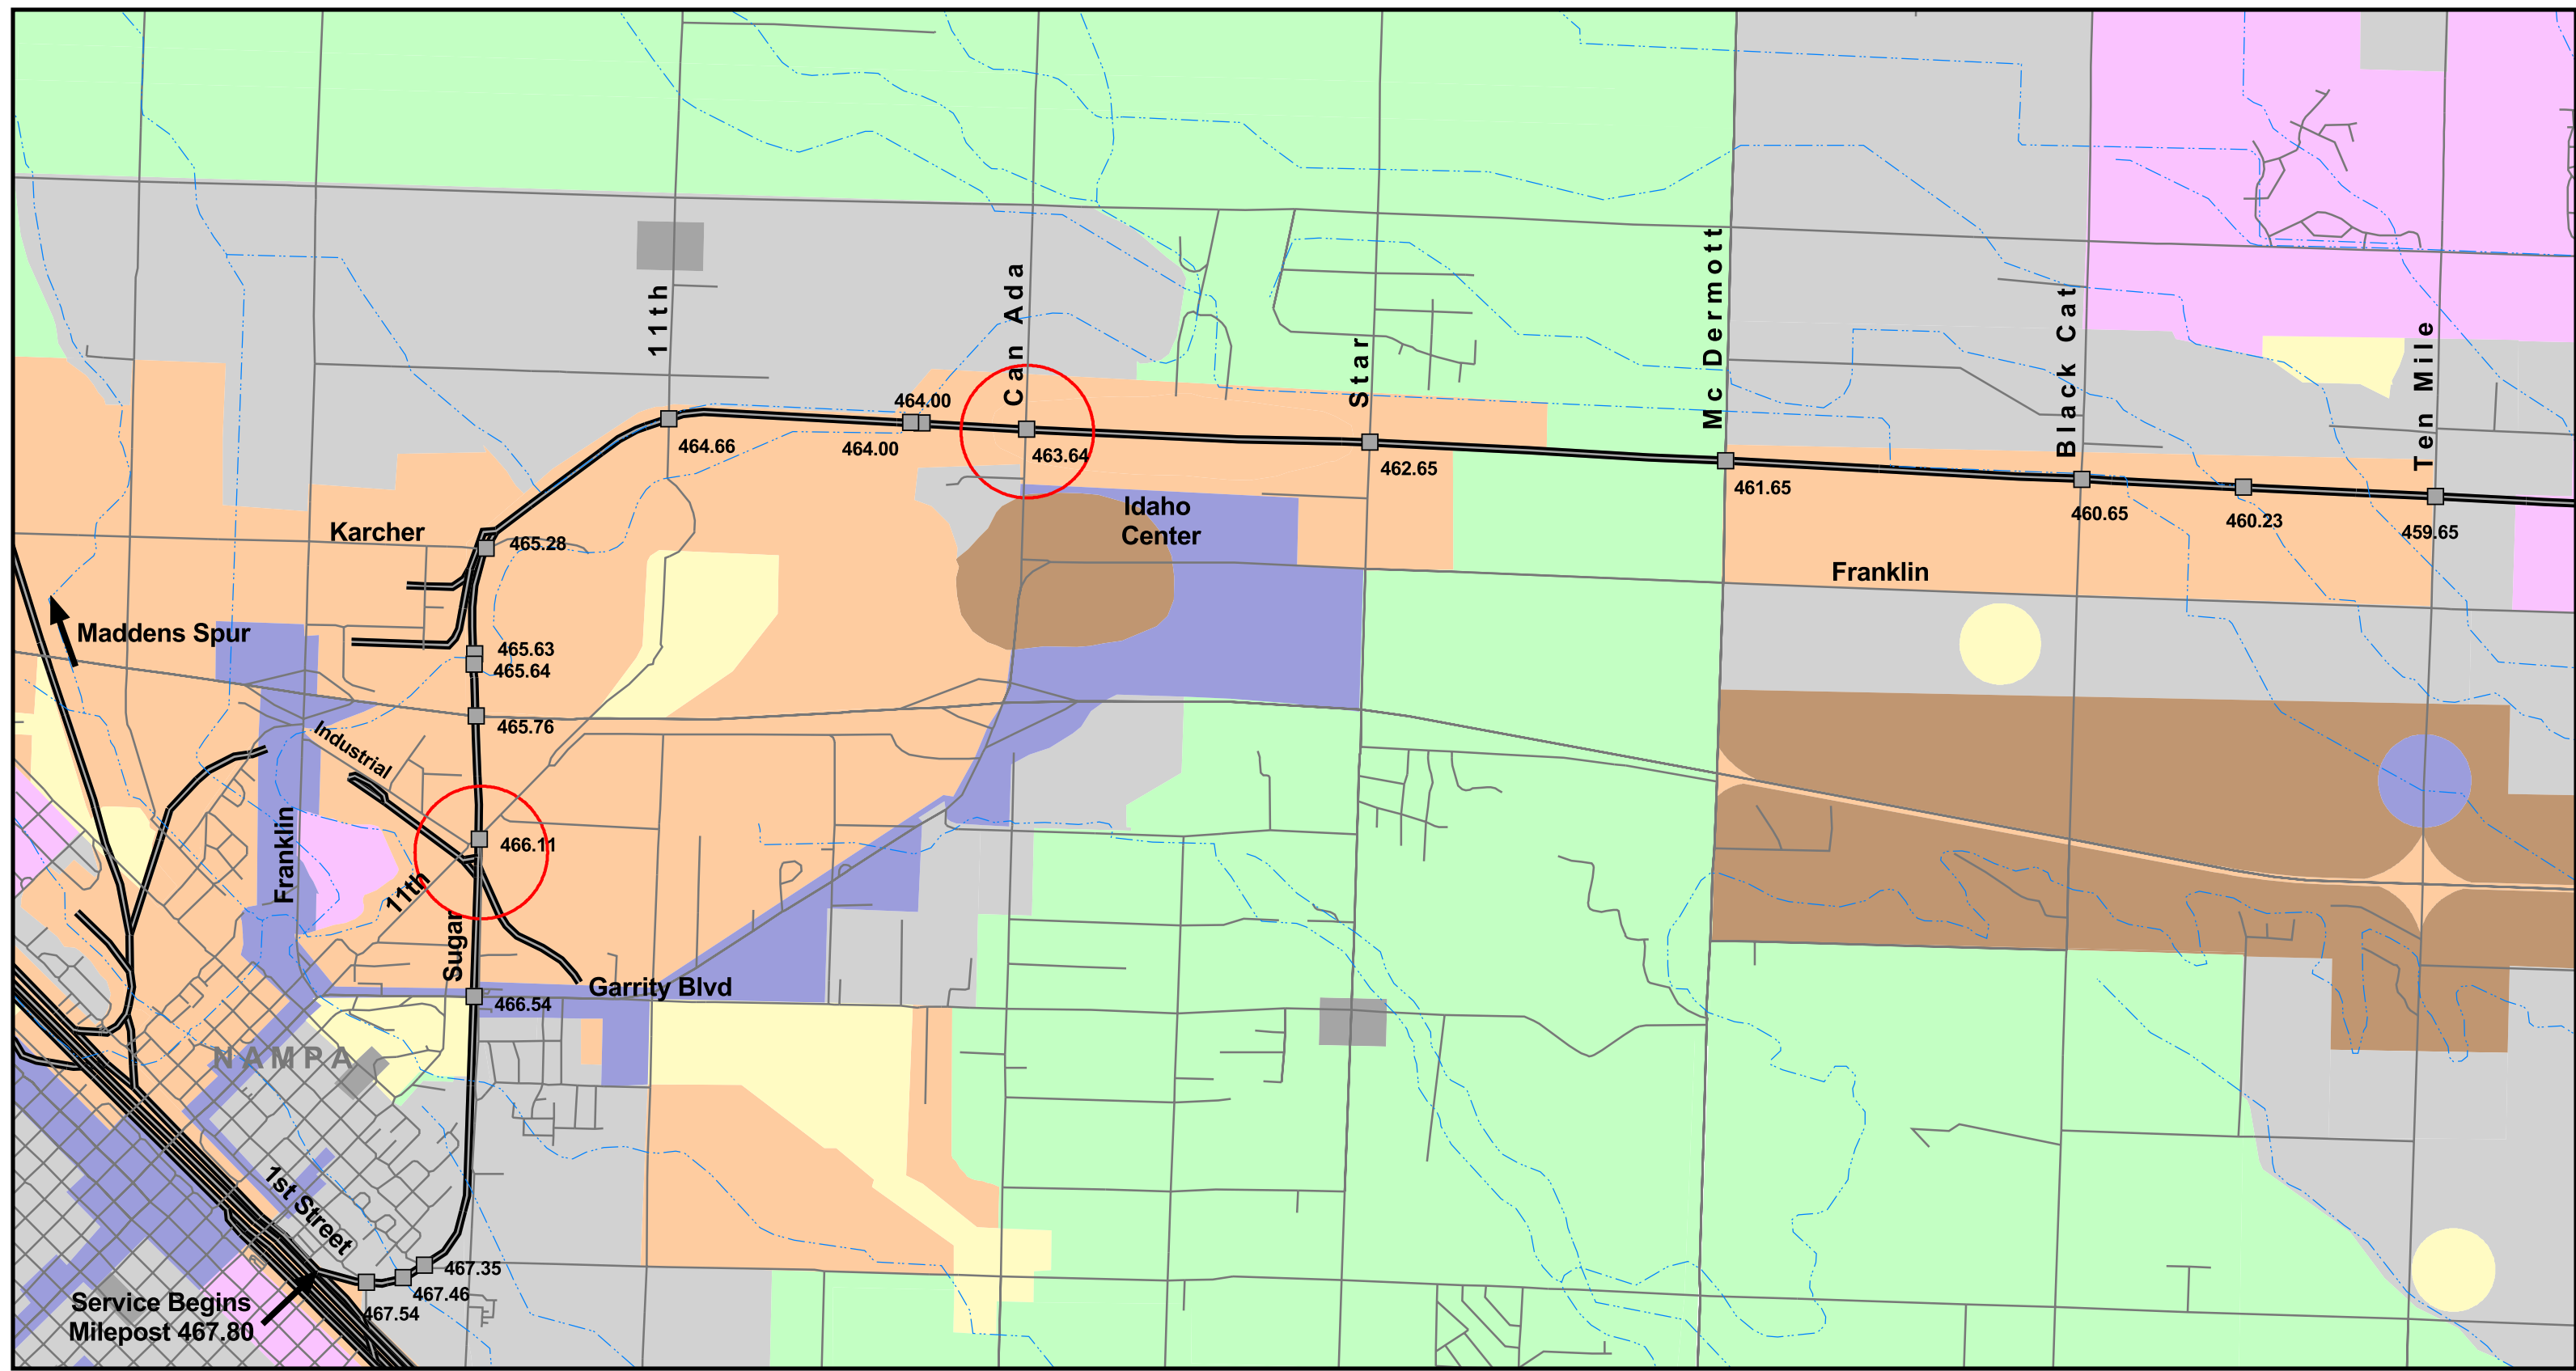 11th
Can Ada
Star
Mc Dermott
Black Cat
Ten Mile
464.00
464.66
464.00
463.64
462.65
461.65
460.65
460.23
459.65
Idaho
Center
Karcher
465.28
Franklin
Maddens Spur
465.63
465.64
465.76
Industrial
466.11
Franklin
11th
Sugar
Garrity Blvd
466.54
NAMPA
1st Street
467.35
467.46
467.54
Service Begins
Milepost 467.80